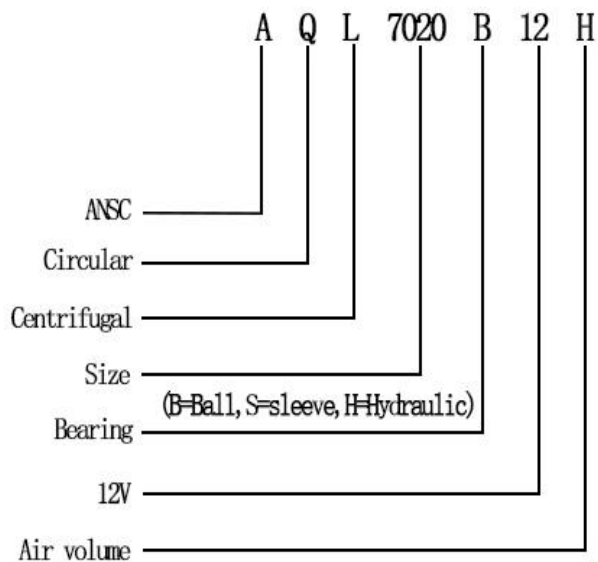 A Q L 7020 B 12 H
ANSC
Circular
Centrifugal
Size
(B=Ball, S=sleeve, H=Hydraulic)
Bearing
12V
Air volume